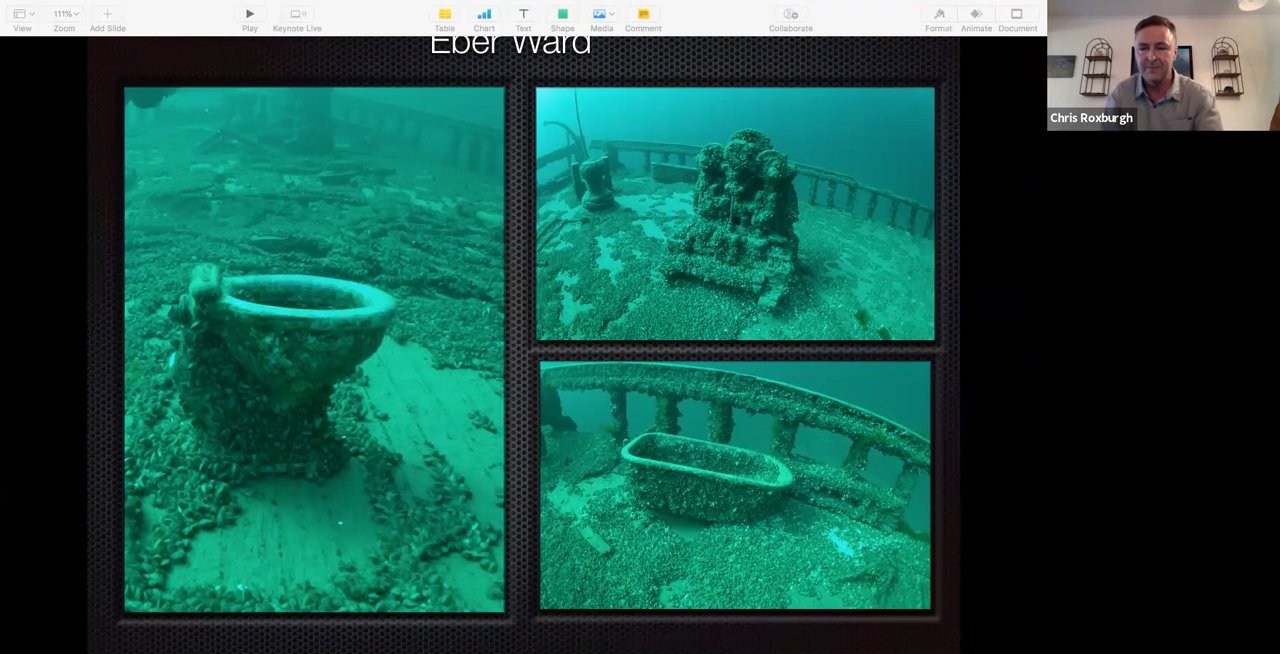 111%
View
Zoom
Add Slide
Play
Keynote Live
Table
Chart
Text
Shape
Media
Comment
Collaborate
Format
Animate
Document
Eber Ward
Chris Roxburgh